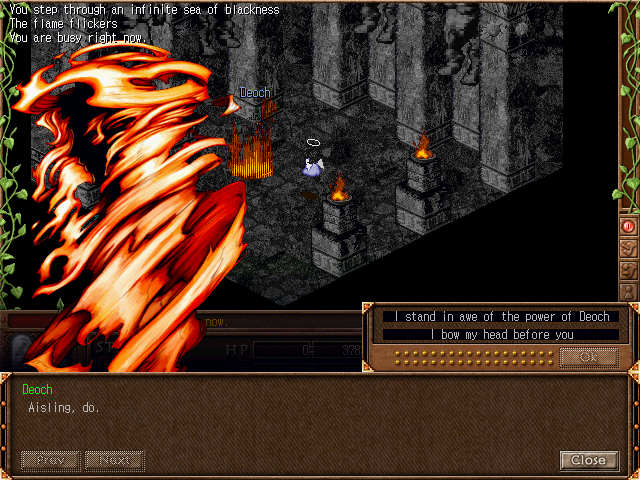 You step through an infinite sea of blackness
The flame flickers
You are busy right now.
Deoch
I stand in awe of the power of Deoch
I bow my head before you
Ok
now.
HP
Deoch
Aisling, do.
Prev
Next
Close